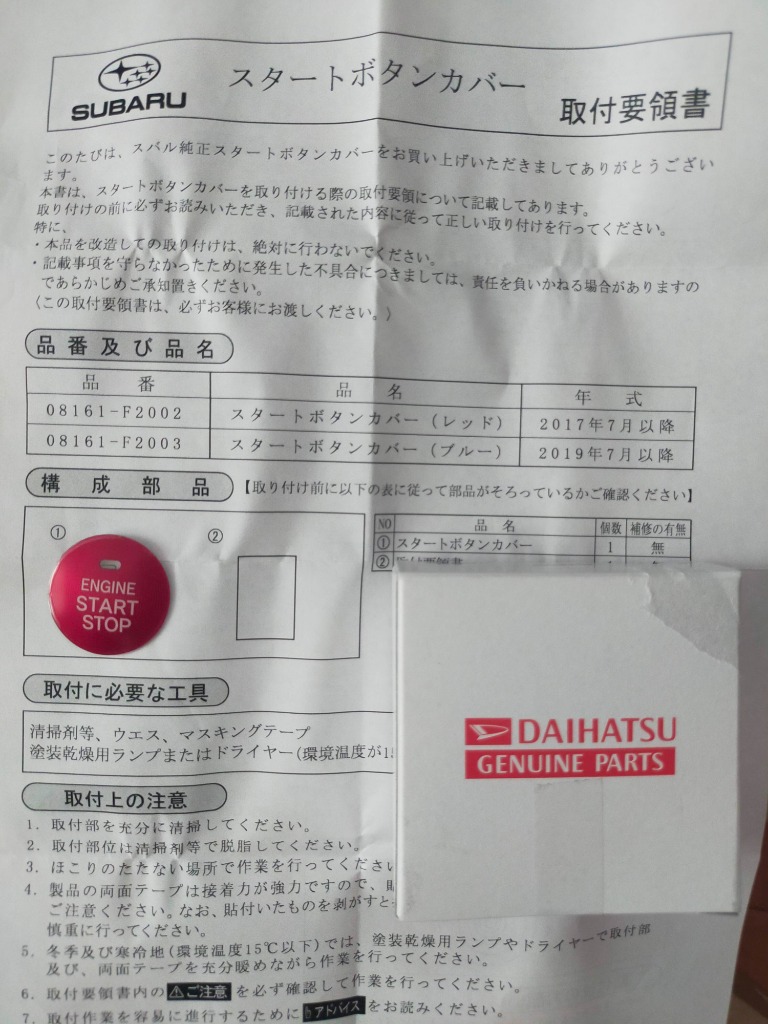 SUBARU
スタートボタンカバー
取付要領書
このたびは、スバル純正スタートボタンカバーをお買い上げいただきましてありがとうござい
ます。
本書は、スタートボタンカバーを取り付ける際の取付要領について記載してあります。
取り付けの前に必ずお読みいただき、記載された内容に従って正しい取り付けを行ってください。
特に、
・本品を改造しての取り付けは、絶対に行わないでください。
・記載事項を守らなかったために発生した不具合につきましては、責任を負いかねる場合がありますの
であらかじめご承知置きください。
(この取付要領書は、必ずお客様にお渡しください。)
品番及び品名
品 番 品 名 年 式
08161-F2002 スタートボタンカバー(レッド) 2017年7月以降
08161-F2003 スタートボタンカバー(ブルー) 2019年7月以降
構成部品 【取り付け前に以下の表に従って部品がそろっているかご確認ください】
① ②
ENGINE
START
STOP
NO 品 名 個数 補修の有無
① スタートボタンカバー 1 無
②
取付に必要な工具
清掃剤等、ウエス、マスキングテープ
塗装乾燥用ランプまたはドライヤー(環境温度が15
DAIHATSU
GENUINE PARTS
取付上の注意
1. 取付部を充分に清掃してください。
2. 取付部位は清掃剤等で脱脂してください。
3. ほこりのたたない場所で作業を行ってくださ
4. 製品の両面テープは接着力が強力ですので、
ご注意ください。なお、貼付いたものを剥がすと
慎重に行ってください。
5. 冬季及び寒冷地(環境温度15℃以下)では、塗装乾燥用ランプやドライヤーで取付部
及び、両面テープを充分暖めながら作業を行ってください。
6. 取付要領書内の⚠ご注意を必ず確認して作業を行ってください。
7. 取付作業を容易に進行するためにアドバイスをお読みください。